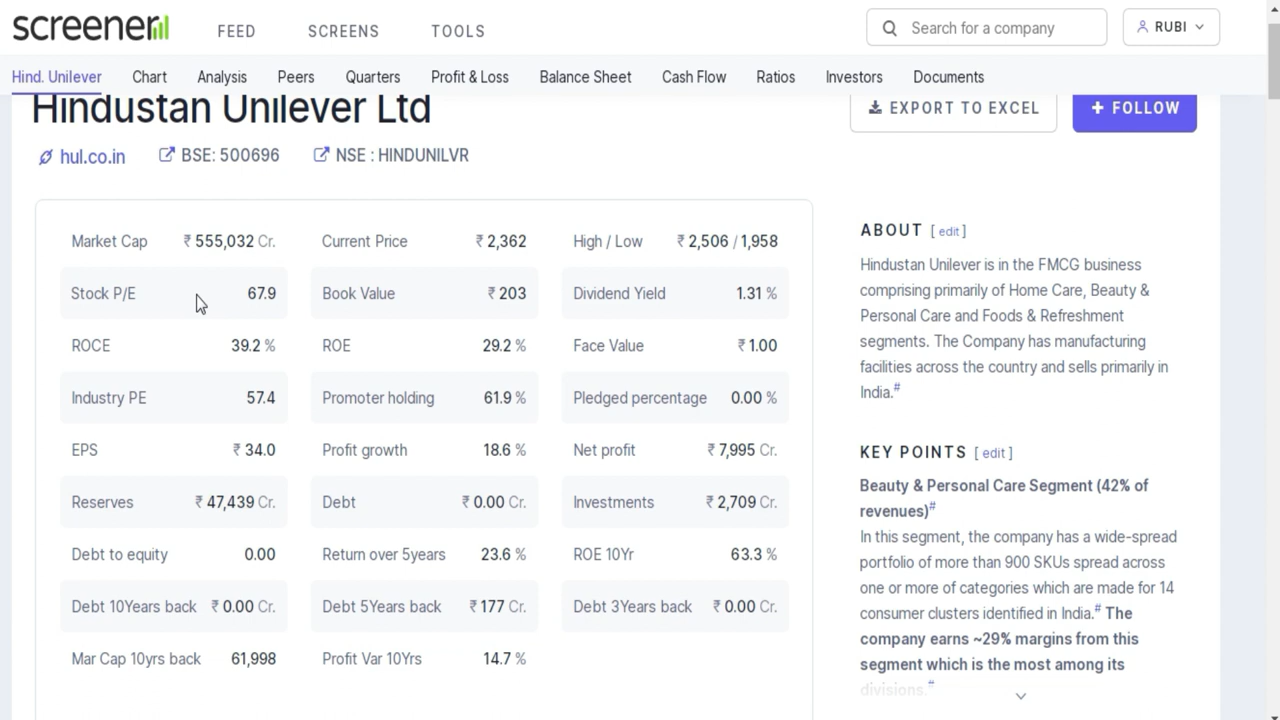 screener
FEED SCREENS TOOLS
Search for a company
RUBI
Hind. Unilever Chart Analysis Peers Quarters Profit & Loss Balance Sheet Cash Flow Ratios Investors Documents
Hindustan Unilever Ltd
EXPORT TO EXCEL
+ FOLLOW
hul.co.in BSE: 500696 NSE : HINDUNILVR
Market Cap ₹ 555,032 Cr. Current Price ₹ 2,362 High / Low ₹ 2,506 / 1,958
Stock P/E 67.9 Book Value ₹ 203 Dividend Yield 1.31 %
ROCE 39.2 % ROE 29.2 % Face Value ₹ 1.00
Industry PE 57.4 Promoter holding 61.9 % Pledged percentage 0.00 %
EPS ₹ 34.0 Profit growth 18.6 % Net profit ₹ 7,995 Cr.
Reserves ₹ 47,439 Cr. Debt ₹ 0.00 Cr. Investments ₹ 2,709 Cr.
Debt to equity 0.00 Return over 5years 23.6 % ROE 10Yr 63.3 %
Debt 10Years back ₹ 0.00 Cr. Debt 5Years back ₹ 177 Cr. Debt 3Years back ₹ 0.00 Cr.
Mar Cap 10yrs back 61,998 Profit Var 10Yrs 14.7 %
ABOUT [ edit ]
Hindustan Unilever is in the FMCG business
comprising primarily of Home Care, Beauty &
Personal Care and Foods & Refreshment
segments. The Company has manufacturing
facilities across the country and sells primarily in
India.#
KEY POINTS [ edit ]
Beauty & Personal Care Segment (42% of
revenues)#
In this segment, the company has a wide-spread
portfolio of more than 900 SKUs spread across
one or more of categories which are made for 14
consumer clusters identified in India.# The
company earns ~29% margins from this
segment which is the most among its
divisions.#